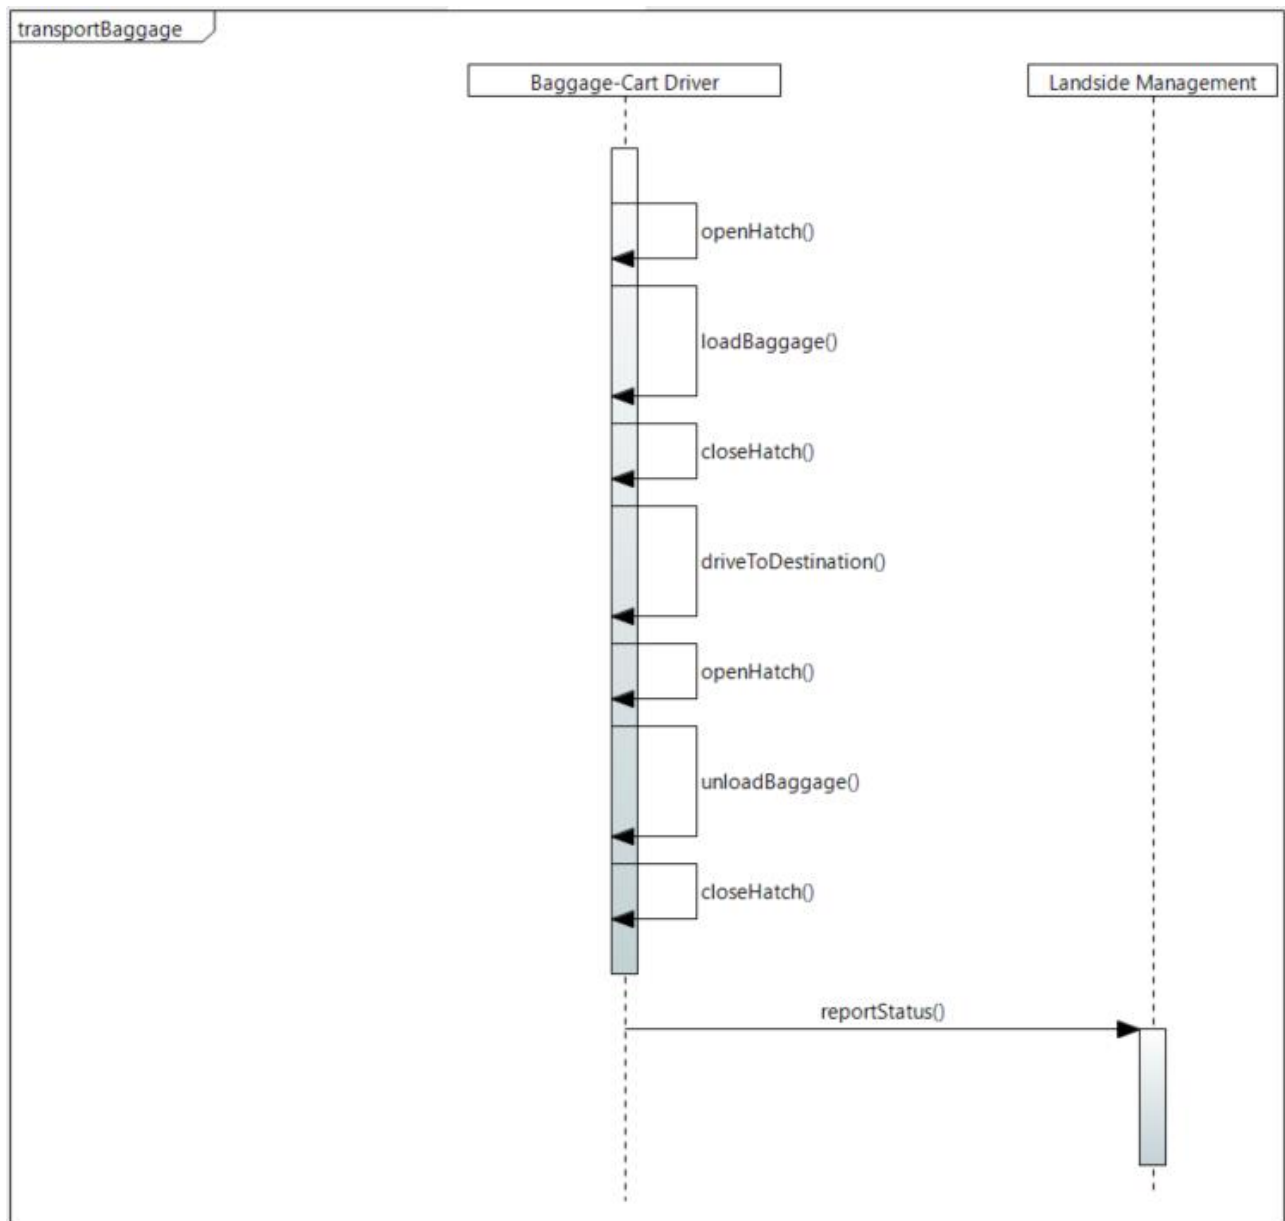 transportBaggage
Baggage-Cart Driver
Landside Management
openHatch()
loadBaggage()
closeHatch()
driveToDestination()
openHatch()
unloadBaggage()
closeHatch()
reportStatus()